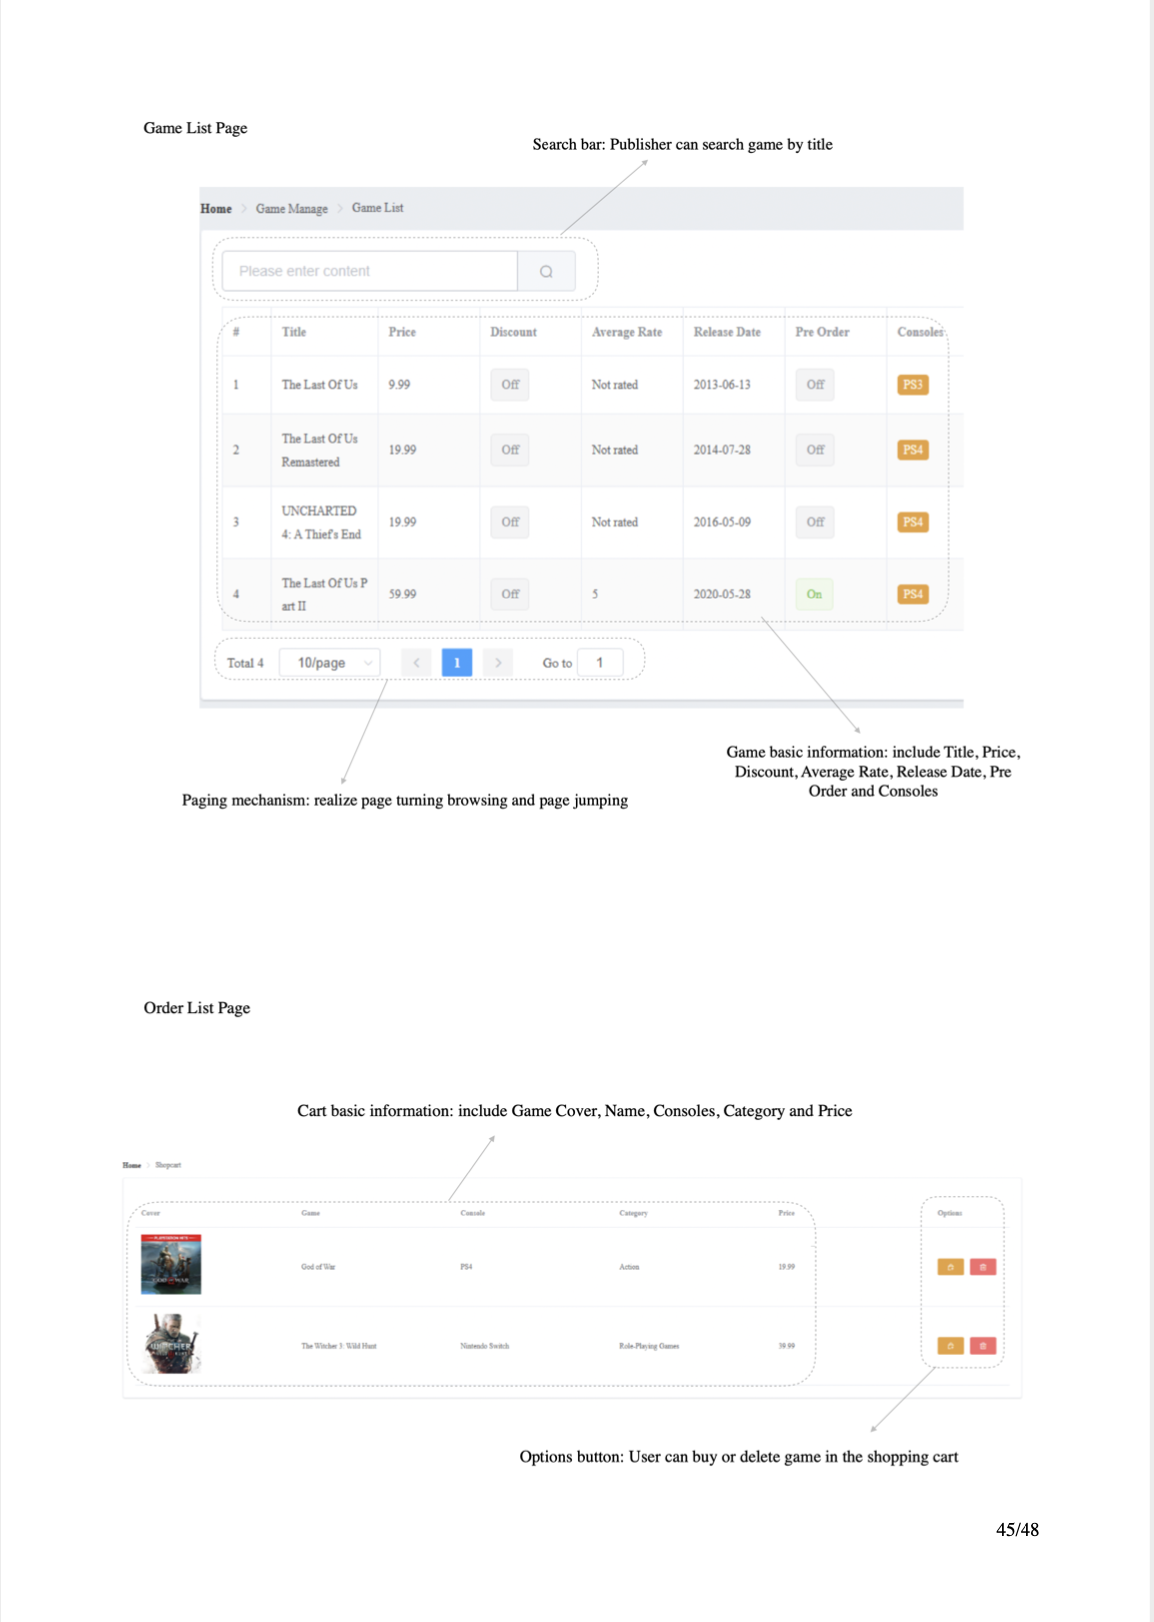 Game List Page
Search bar: Publisher can search game by title
Home > Game Manage > Game List
Please enter content
# Title Price Discount Average Rate Release Date Pre Order Consoles
1 The Last Of Us 9.99 Off Not rated 2013-06-13 Off PS3
2 The Last Of Us Remastered 19.99 Off Not rated 2014-07-28 Off PS4
3 UNCHARTED 4: A Thief's End 19.99 Off Not rated 2016-05-09 Off PS4
4 The Last Of Us P art II 59.99 Off 5 2020-05-28 On PS4
Total 4 10/page < 1 > Go to 1
Game basic information: include Title, Price,
Discount, Average Rate, Release Date, Pre
Order and Consoles
Paging mechanism: realize page turning browsing and page jumping
Order List Page
Cart basic information: include Game Cover, Name, Consoles, Category and Price
Home > Shopcart
Cover Game Console Category Price Options
God of War PS4 Action 19.99
The Witcher 3: Wild Hunt Nintendo Switch Role-Playing Games 39.99
Options button: User can buy or delete game in the shopping cart
45/48